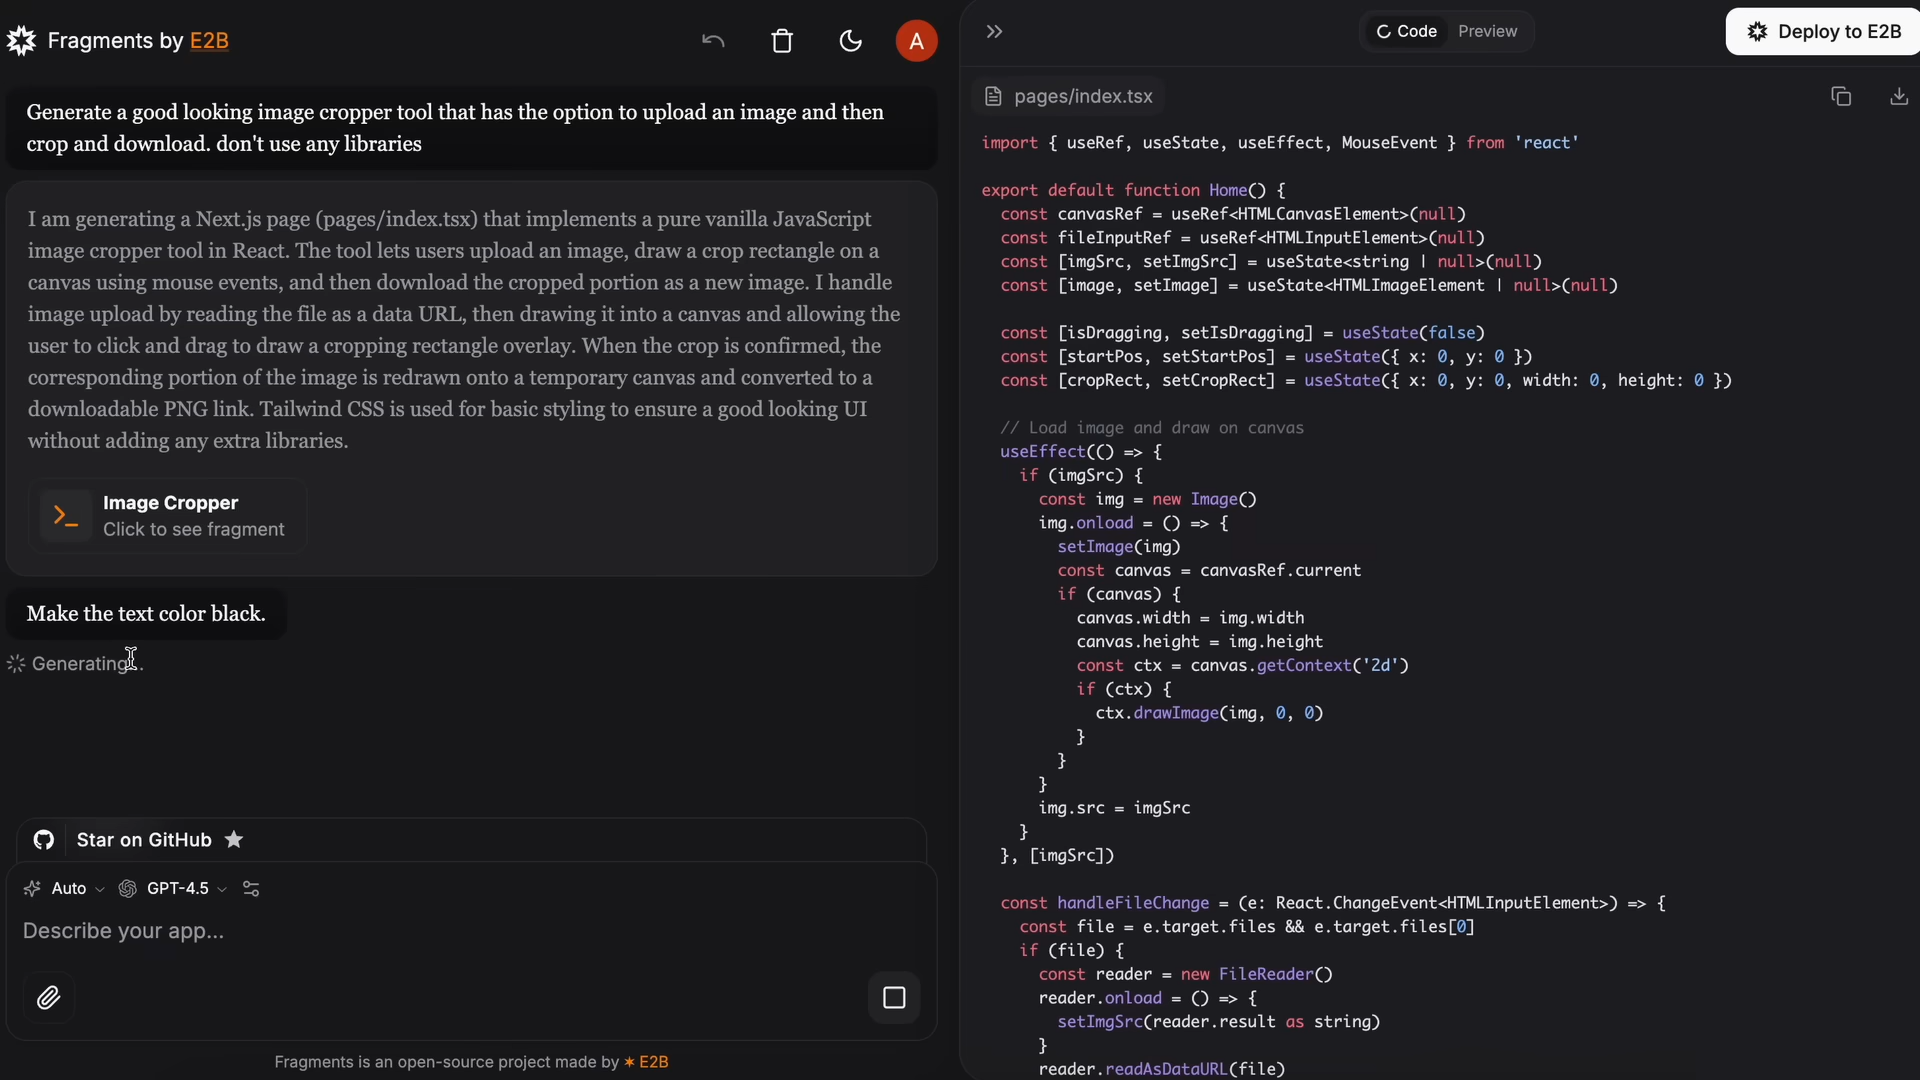 Fragments by E2B
A
Generate a good looking image cropper tool that has the option to upload an image and then
crop and download. don't use any libraries
I am generating a Next.js page (pages/index.tsx) that implements a pure vanilla JavaScript
image cropper tool in React. The tool lets users upload an image, draw a crop rectangle on a
canvas using mouse events, and then download the cropped portion as a new image. I handle
image upload by reading the file as a data URL, then drawing it into a canvas and allowing the
user to click and drag to draw a cropping rectangle overlay. When the crop is confirmed, the
corresponding portion of the image is redrawn onto a temporary canvas and converted to a
downloadable PNG link. Tailwind CSS is used for basic styling to ensure a good looking UI
without adding any extra libraries.
Image Cropper
Click to see fragment
Make the text color black.
Generating...
Star on GitHub
Auto GPT-4.5
Describe your app...
Fragments is an open-source project made by E2B
Code Preview
Deploy to E2B
pages/index.tsx
import { useRef, useState, useEffect, MouseEvent } from 'react'
export default function Home() {
  const canvasRef = useRef<HTMLCanvasElement>(null)
  const fileInputRef = useRef<HTMLInputElement>(null)
  const [imgSrc, setImgSrc] = useState<string | null>(null)
  const [image, setImage] = useState<HTMLImageElement | null>(null)
  const [isDragging, setIsDragging] = useState(false)
  const [startPos, setStartPos] = useState({ x: 0, y: 0 })
  const [cropRect, setCropRect] = useState({ x: 0, y: 0, width: 0, height: 0 })
  // Load image and draw on canvas
  useEffect(() => {
    if (imgSrc) {
      const img = new Image()
      img.onload = () => {
        setImage(img)
        const canvas = canvasRef.current
        if (canvas) {
          canvas.width = img.width
          canvas.height = img.height
          const ctx = canvas.getContext('2d')
          if (ctx) {
            ctx.drawImage(img, 0, 0)
          }
        }
      }
      img.src = imgSrc
    }
  }, [imgSrc])
  const handleFileChange = (e: React.ChangeEvent<HTMLInputElement>) => {
    const file = e.target.files && e.target.files[0]
    if (file) {
      const reader = new FileReader()
      reader.onload = () => {
        setImgSrc(reader.result as string)
      }
      reader.readAsDataURL(file)